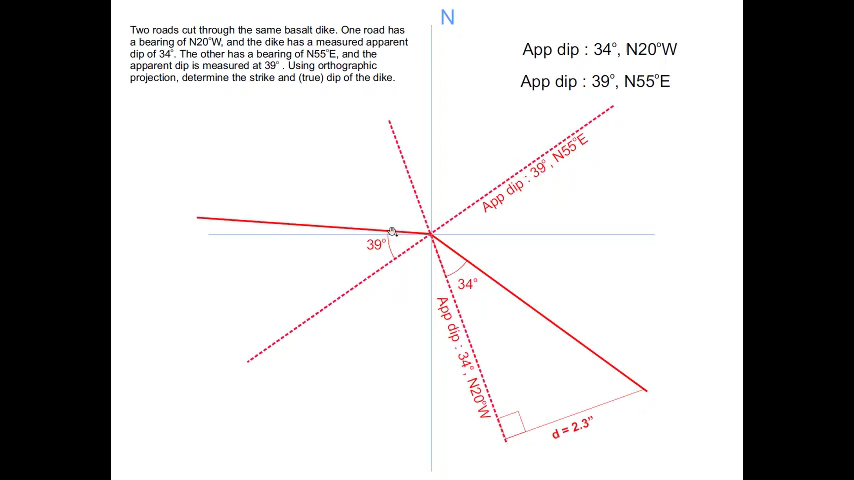 N
Two roads cut through the same basalt dike. One road has
a bearing of N20°W, and the dike has a measured apparent
dip of 34°. The other has a bearing of N55°E, and the
apparent dip is measured at 39° . Using orthographic
projection, determine the strike and (true) dip of the dike.
App dip : 34°, N20°W
App dip : 39°, N55°E
App dip : 39°, N55°E
39°
34°
App dip : 34°, N20°W
d = 2.3"